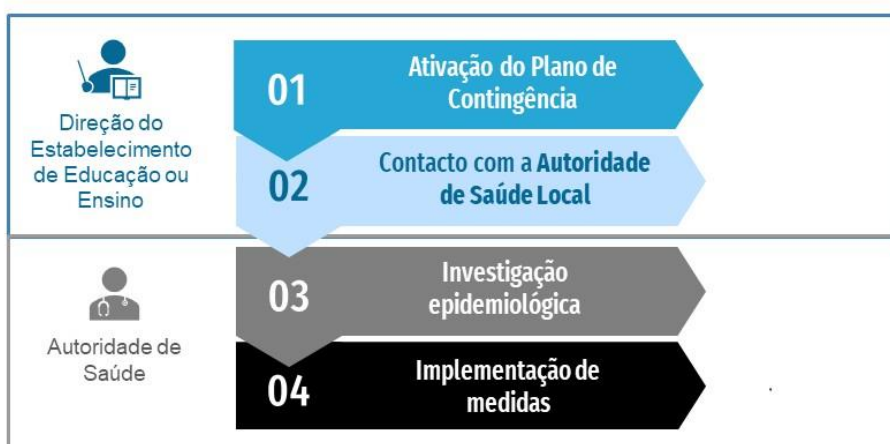 Direção do
Estabelecimento
de Educação ou
Ensino
01
Ativação do Plano de
Contingência
02
Contacto com a Autoridade
de Saúde Local
Autoridade de
Saúde
03
Investigação
epidemiológica
04
Implementação de
medidas
.